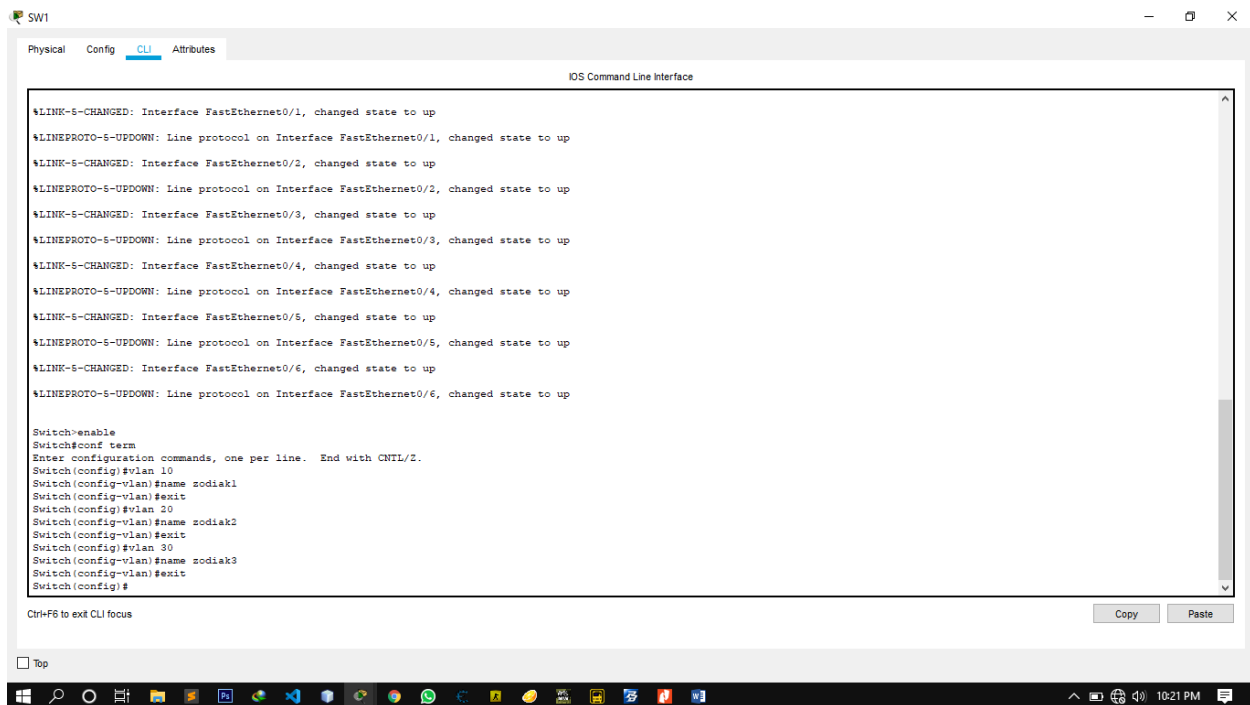 SW1
Physical Config CLI Attributes
IOS Command Line Interface
%LINK-5-CHANGED: Interface FastEthernet0/1, changed state to up
%LINEPROTO-5-UPDOWN: Line protocol on Interface FastEthernet0/1, changed state to up
%LINK-5-CHANGED: Interface FastEthernet0/2, changed state to up
%LINEPROTO-5-UPDOWN: Line protocol on Interface FastEthernet0/2, changed state to up
%LINK-5-CHANGED: Interface FastEthernet0/3, changed state to up
%LINEPROTO-5-UPDOWN: Line protocol on Interface FastEthernet0/3, changed state to up
%LINK-5-CHANGED: Interface FastEthernet0/4, changed state to up
%LINEPROTO-5-UPDOWN: Line protocol on Interface FastEthernet0/4, changed state to up
%LINK-5-CHANGED: Interface FastEthernet0/5, changed state to up
%LINEPROTO-5-UPDOWN: Line protocol on Interface FastEthernet0/5, changed state to up
%LINK-5-CHANGED: Interface FastEthernet0/6, changed state to up
%LINEPROTO-5-UPDOWN: Line protocol on Interface FastEthernet0/6, changed state to up
Switch>enable
Switch#conf term
Enter configuration commands, one per line. End with CNTL/Z.
Switch(config)#vlan 10
Switch(config-vlan)#name zodiak1
Switch(config-vlan)#exit
Switch(config)#vlan 20
Switch(config-vlan)#name zodiak2
Switch(config-vlan)#exit
Switch(config)#vlan 30
Switch(config-vlan)#name zodiak3
Switch(config-vlan)#exit
Switch(config)#
Ctrl+F6 to exit CLI focus
Copy Paste
Top
Ps
10:21 PM